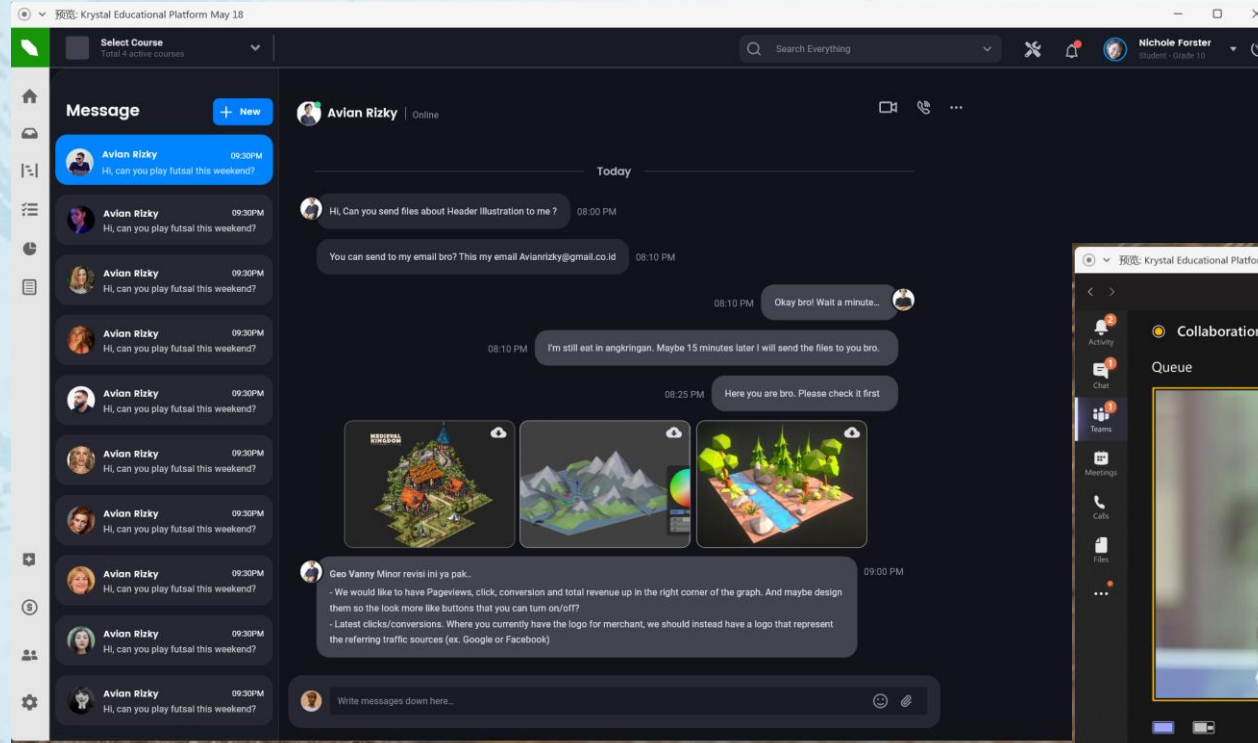 预览: Krystal Educational Platform May 18
Select Course
Total 4 active courses
Search Everything
Nichole Forster
Student - Grade 10
Message
+ New
Avian Rizky 09:30PM
Hi, can you play futsal this weekend?
Avian Rizky 09:30PM
Hi, can you play futsal this weekend?
Avian Rizky 09:30PM
Hi, can you play futsal this weekend?
Avian Rizky 09:30PM
Hi, can you play futsal this weekend?
Avian Rizky 09:30PM
Hi, can you play futsal this weekend?
Avian Rizky 09:30PM
Hi, can you play futsal this weekend?
Avian Rizky 09:30PM
Hi, can you play futsal this weekend?
Avian Rizky 09:30PM
Hi, can you play futsal this weekend?
Avian Rizky 09:30PM
Hi, can you play futsal this weekend?
Avian Rizky 09:30PM
Hi, can you play futsal this weekend?
Avian Rizky | Online
Today
Hi, Can you send files about Header Illustration to me ? 08:00 PM
You can send to my email bro? This my email Avianrizky@gmail.co.id 08:10 PM
08:10 PM Okay bro! Wait a minute...
08:10 PM I'm still eat in angkringan. Maybe 15 minutes later I will send the files to you bro.
08:25 PM Here you are bro. Please check it first
MEDIEVAL
KINGDOM
Geo Vanny Minor revisi ini ya pak.. 09:00 PM
- We would like to have Pageviews, click, conversion and total revenue up in the right corner of the graph. And maybe design
them so the look more like buttons that you can turn on/off?
- Latest clicks/conversions. Where you currently have the logo for merchant, we should instead have a logo that represent
the referring traffic sources (ex. Google or Facebook)
Write messages down here...
预览: Krystal Educational Platfo
Activity
2
Chat
1
Teams
1
Meetings
Calls
Files
Collaboration
Queue